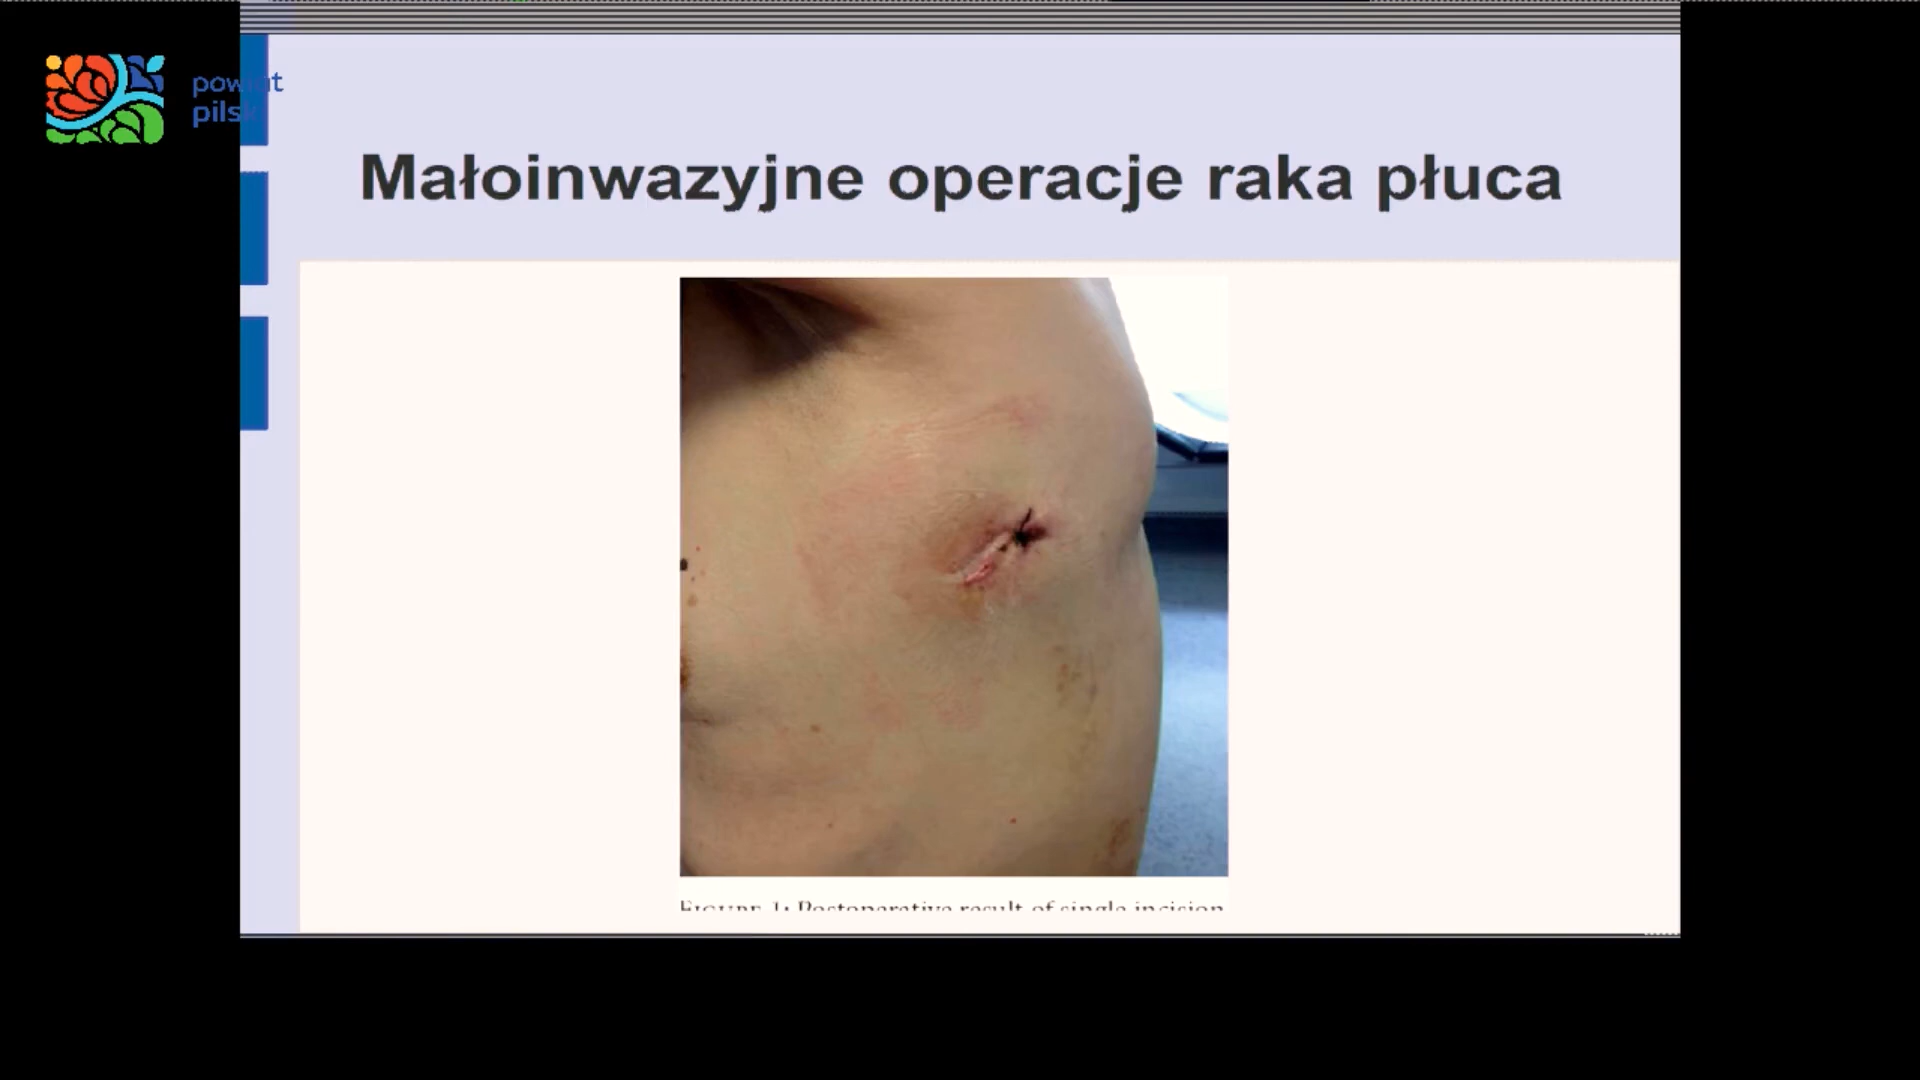 powiat
pilski
Małoinwazyjne operacje raka płuca
FIGURE 1: Postoperative result of single incision